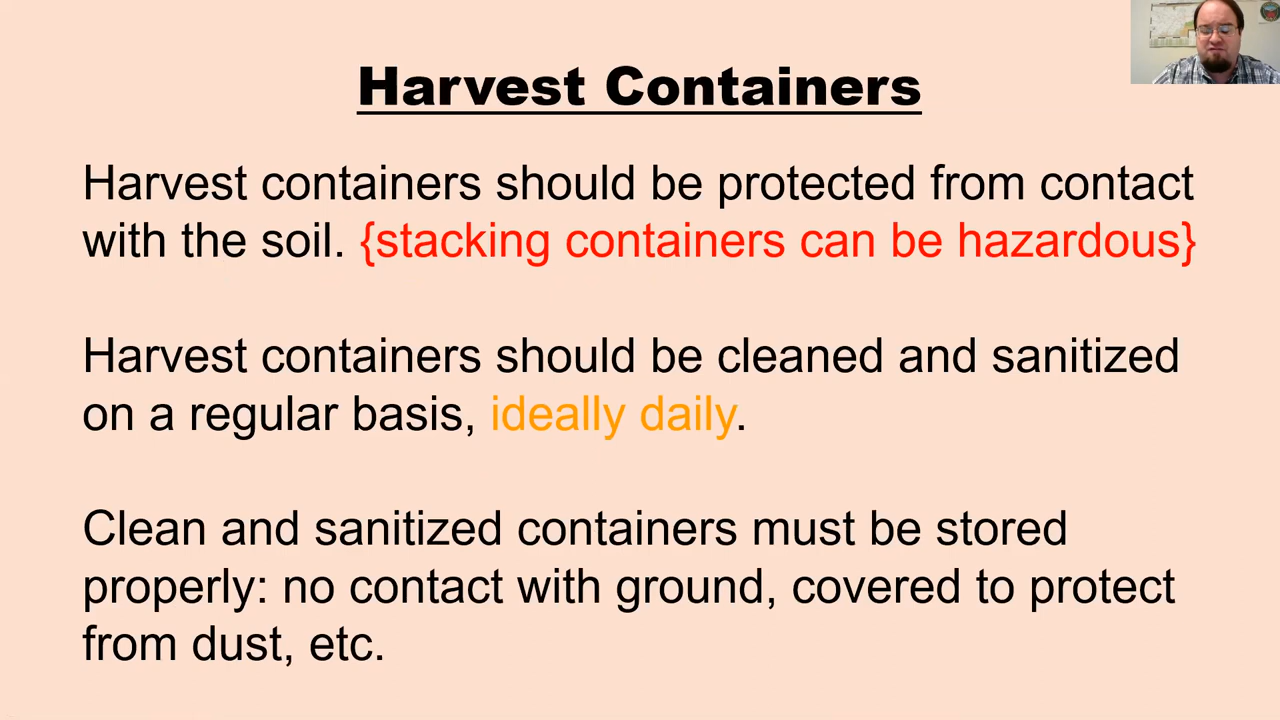 Harvest Containers
Harvest containers should be protected from contact
with the soil. {stacking containers can be hazardous}
Harvest containers should be cleaned and sanitized
on a regular basis, ideally daily.
Clean and sanitized containers must be stored
properly: no contact with ground, covered to protect
from dust, etc.